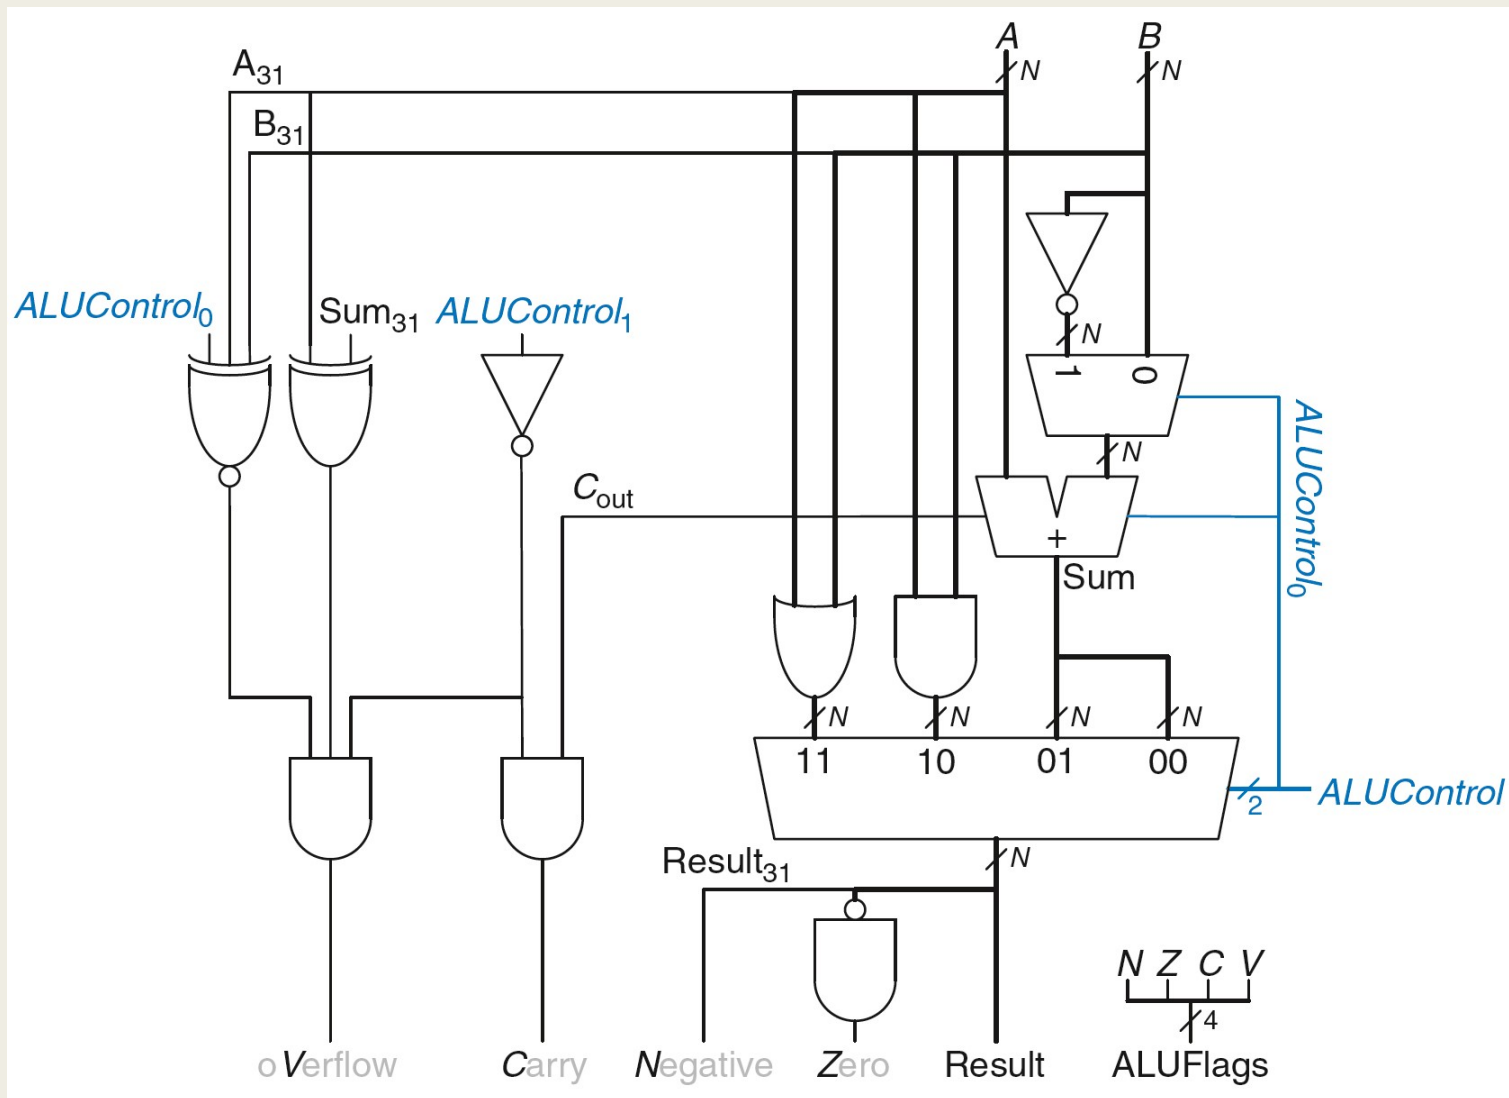 A B
A31 N N
B31
ALUControl0 Sum31 ALUControl1
N
1 0
ALUControl0
N
Cout
+
Sum
N N N N
11 10 01 00
2 ALUControl
Result31 N
N Z C V
4
oVerflow Carry Negative Zero Result ALUFlags